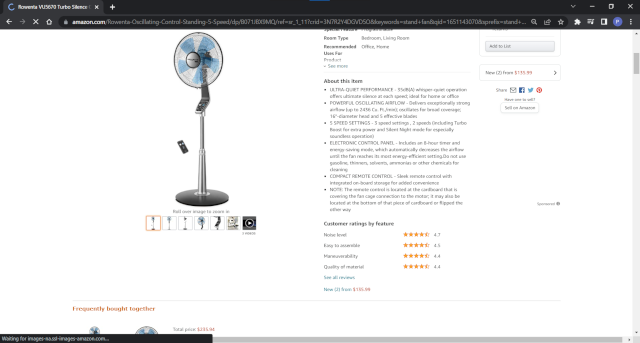 Rowenta VU5670 Turbo Silence
amazon.com/Rowenta-Oscillating-Control-Standing-5-Speed/dp/B071J8X9MQ/ref=sr_1_11?crid=3N7R2Y4DGVD5O&keywords=stand+fan&qid=1651143070&sprefix=stand+...
Special Feature Programmable
Room Type Bedroom, Living Room
Recommended Office, Home
Uses For
Product
See more
About this item
ULTRA-QUIET PERFORMANCE - whisper quiet operation
offers ultimate silence at each speed; ideal for home or office
POWERFUL OSCILLATING AIRFLOW - Delivers exceptionally strong
airflow (up to 2436 Cu. Ft./min); oscillates for broad coverage;
16"-diameter head and 5 effective blades
5 SPEED SETTINGS - 5 speed settings , 2 speeds (including Turbo
Boost for extra power and Silent Night mode for especially
soundless operation)
ELECTRONIC CONTROL PANEL - Includes an 8-hour timer and
energy-saving mode, which automatically decreases the airflow
until the fan reaches its most energy-efficient setting.Do not use
gasoline, thinners, solvents, ammonias or other chemicals for
cleaning
COMPACT REMOTE CONTROL - Sleek remote control with
integrated on-board storage for added convenience
NOTE: The remote control is located at the cardboard that is
covering the fan cage connection to the motor; it may also be
located at the bottom of that piece of cardboard or flipped the
other way
Roll over image to zoom in
Customer ratings by feature
Noise level 4.7
Easy to assemble 4.5
Maneuverability 4.4
Quality of material 4.4
See all reviews
New (2) from $135.99
Add to List
New (2) from $135.99
Share
Have one to sell?
Sell on Amazon
Sponsored
Frequently bought together
Total price: $235.94
Waiting for images-na.ssl-images-amazon.com...